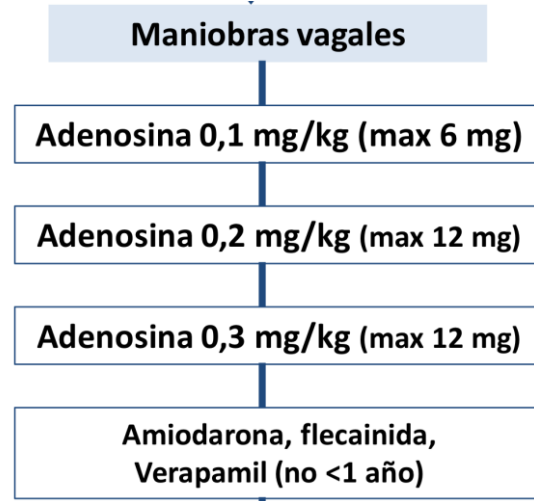 Maniobras vagales
Adenosina 0,1 mg/kg (max 6 mg)
Adenosina 0,2 mg/kg (max 12 mg)
Adenosina 0,3 mg/kg (max 12 mg)
Amiodarona, flecainida,
Verapamil (no <1 año)